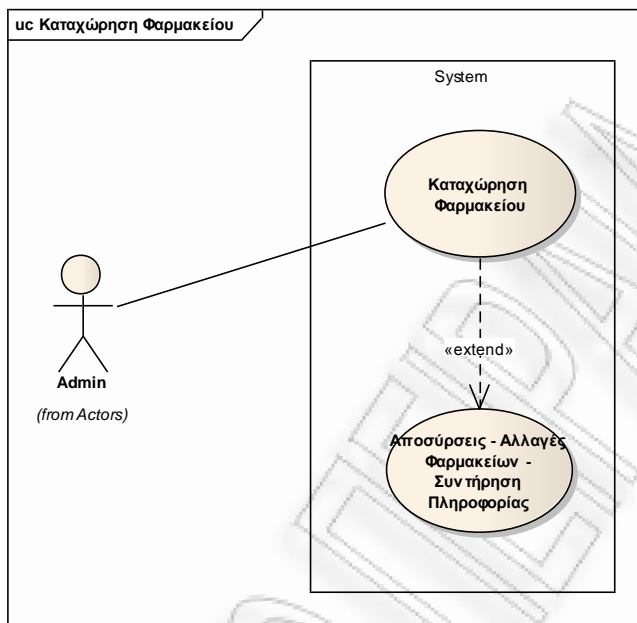 uc Καταχώρηση Φαρμακείου
System
Καταχώρηση
Φαρμακείου
«extend»
Admin
(from Actors)
Αποσύρσεις - Αλλαγές
Φαρμακείων -
Συντήρηση
Πληροφορίας